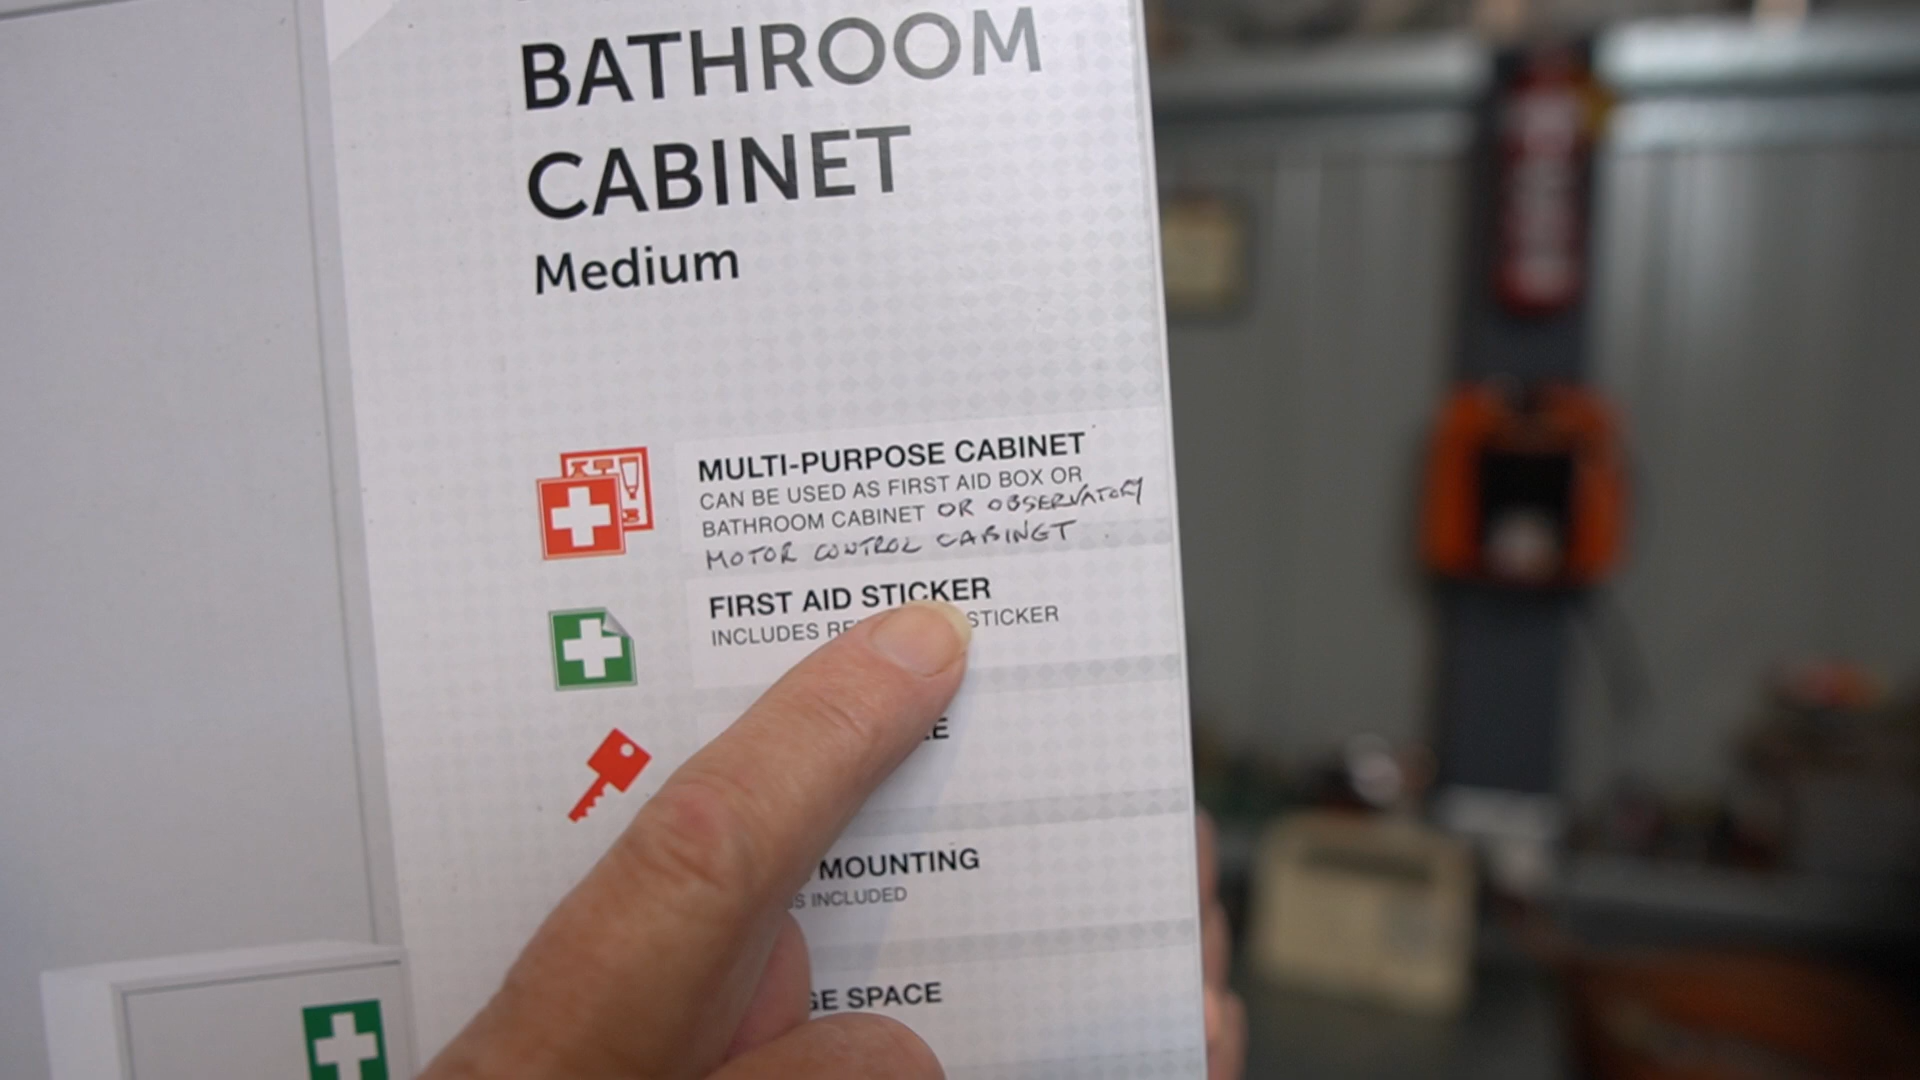 BATHROOM
CABINET
Medium
MULTI-PURPOSE CABINET
CAN BE USED AS FIRST AID BOX OR
BATHROOM CABINET OR OBSERVATORY
MOTOR CONTROL CABINET
FIRST AID STICKER
INCLUDES STICKER
MOUNTING
INCLUDED
SPACE